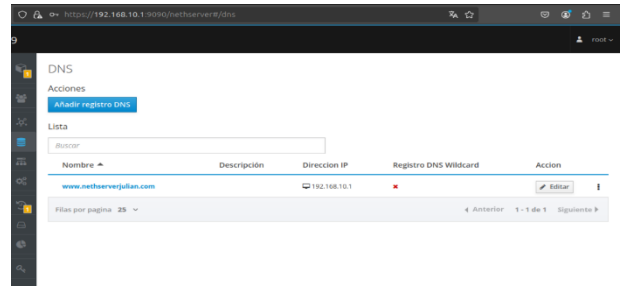 https://192.168.10.1:9090/nethserver#/dns
9
root
DNS
Acciones
Añadir registro DNS
Lista
Buscar
Nombre Descripción Direccion IP Registro DNS Wildcard Accion
www.nethserverjulian.com 192.168.10.1 Editar
Filas por pagina 25 Anterior 1 - 1 de 1 Siguiente